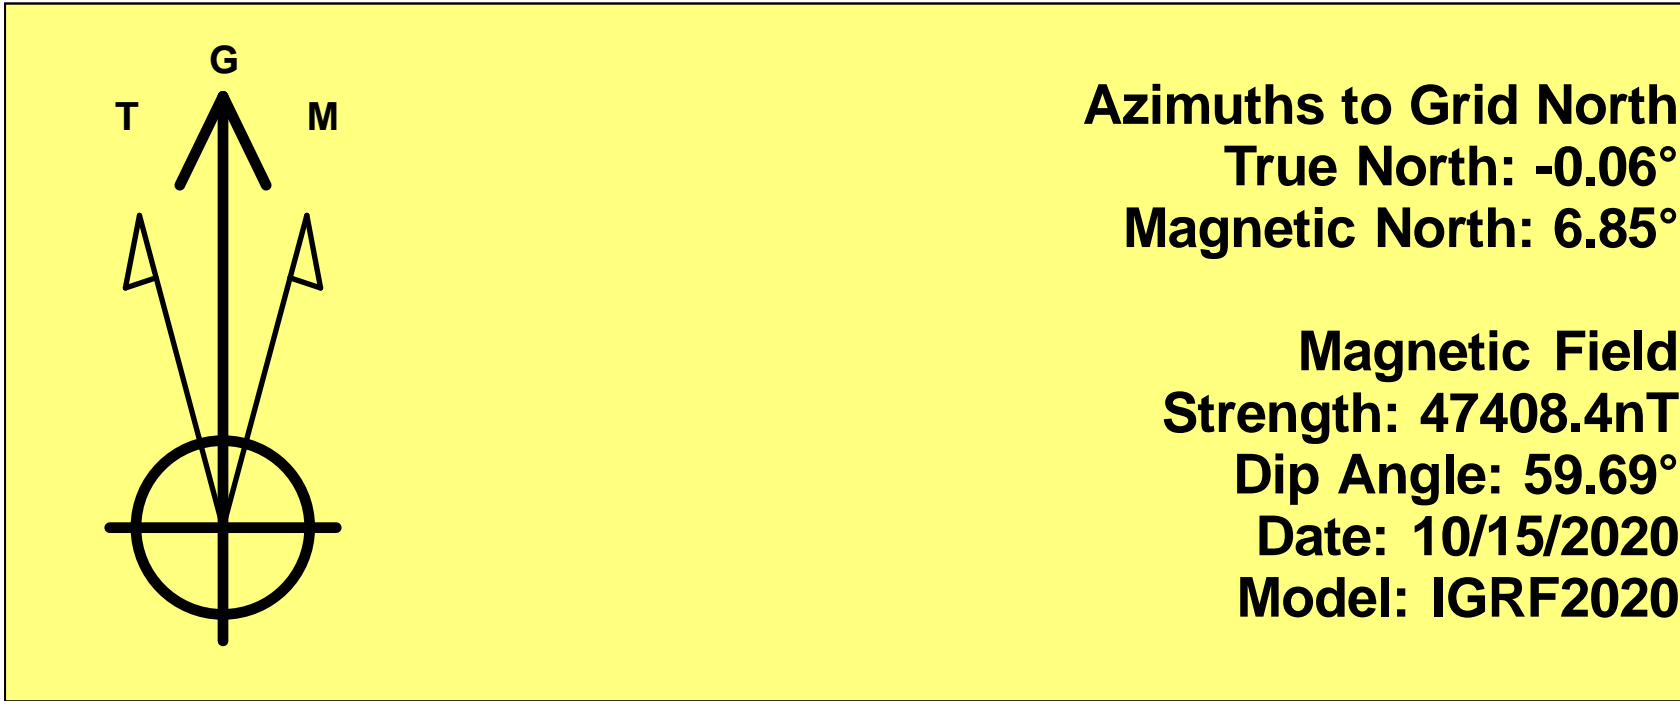 G
T M
Azimuths to Grid North
True North: -0.06°
Magnetic North: 6.85°
Magnetic Field
Strength: 47408.4nT
Dip Angle: 59.69°
Date: 10/15/2020
Model: IGRF2020